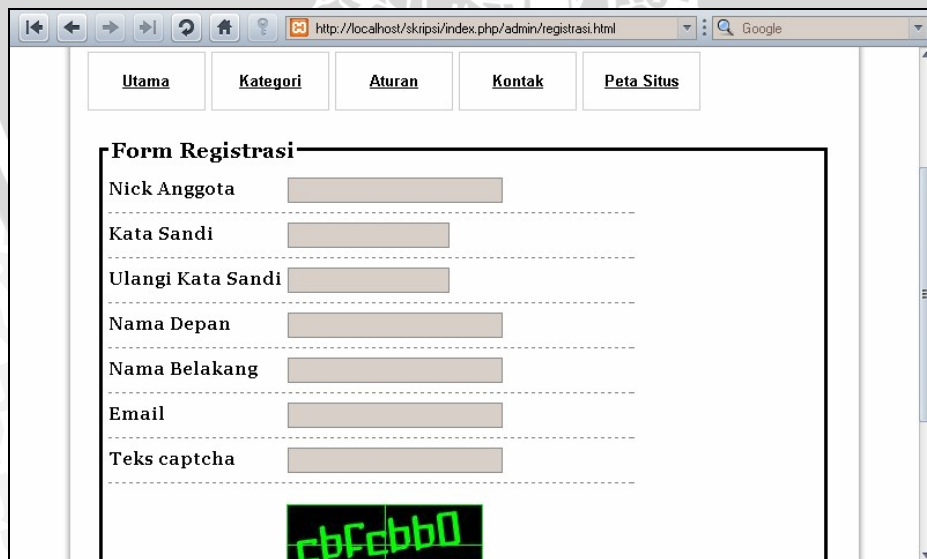 http://localhost/skripsi/index.php/admin/registrasi.html
Google
Utama Kategori Aturan Kontak Peta Situs
Form Registrasi
Nick Anggota
Kata Sandi
Ulangi Kata Sandi
Nama Depan
Nama Belakang
Email
Teks captcha
cbfcbb0